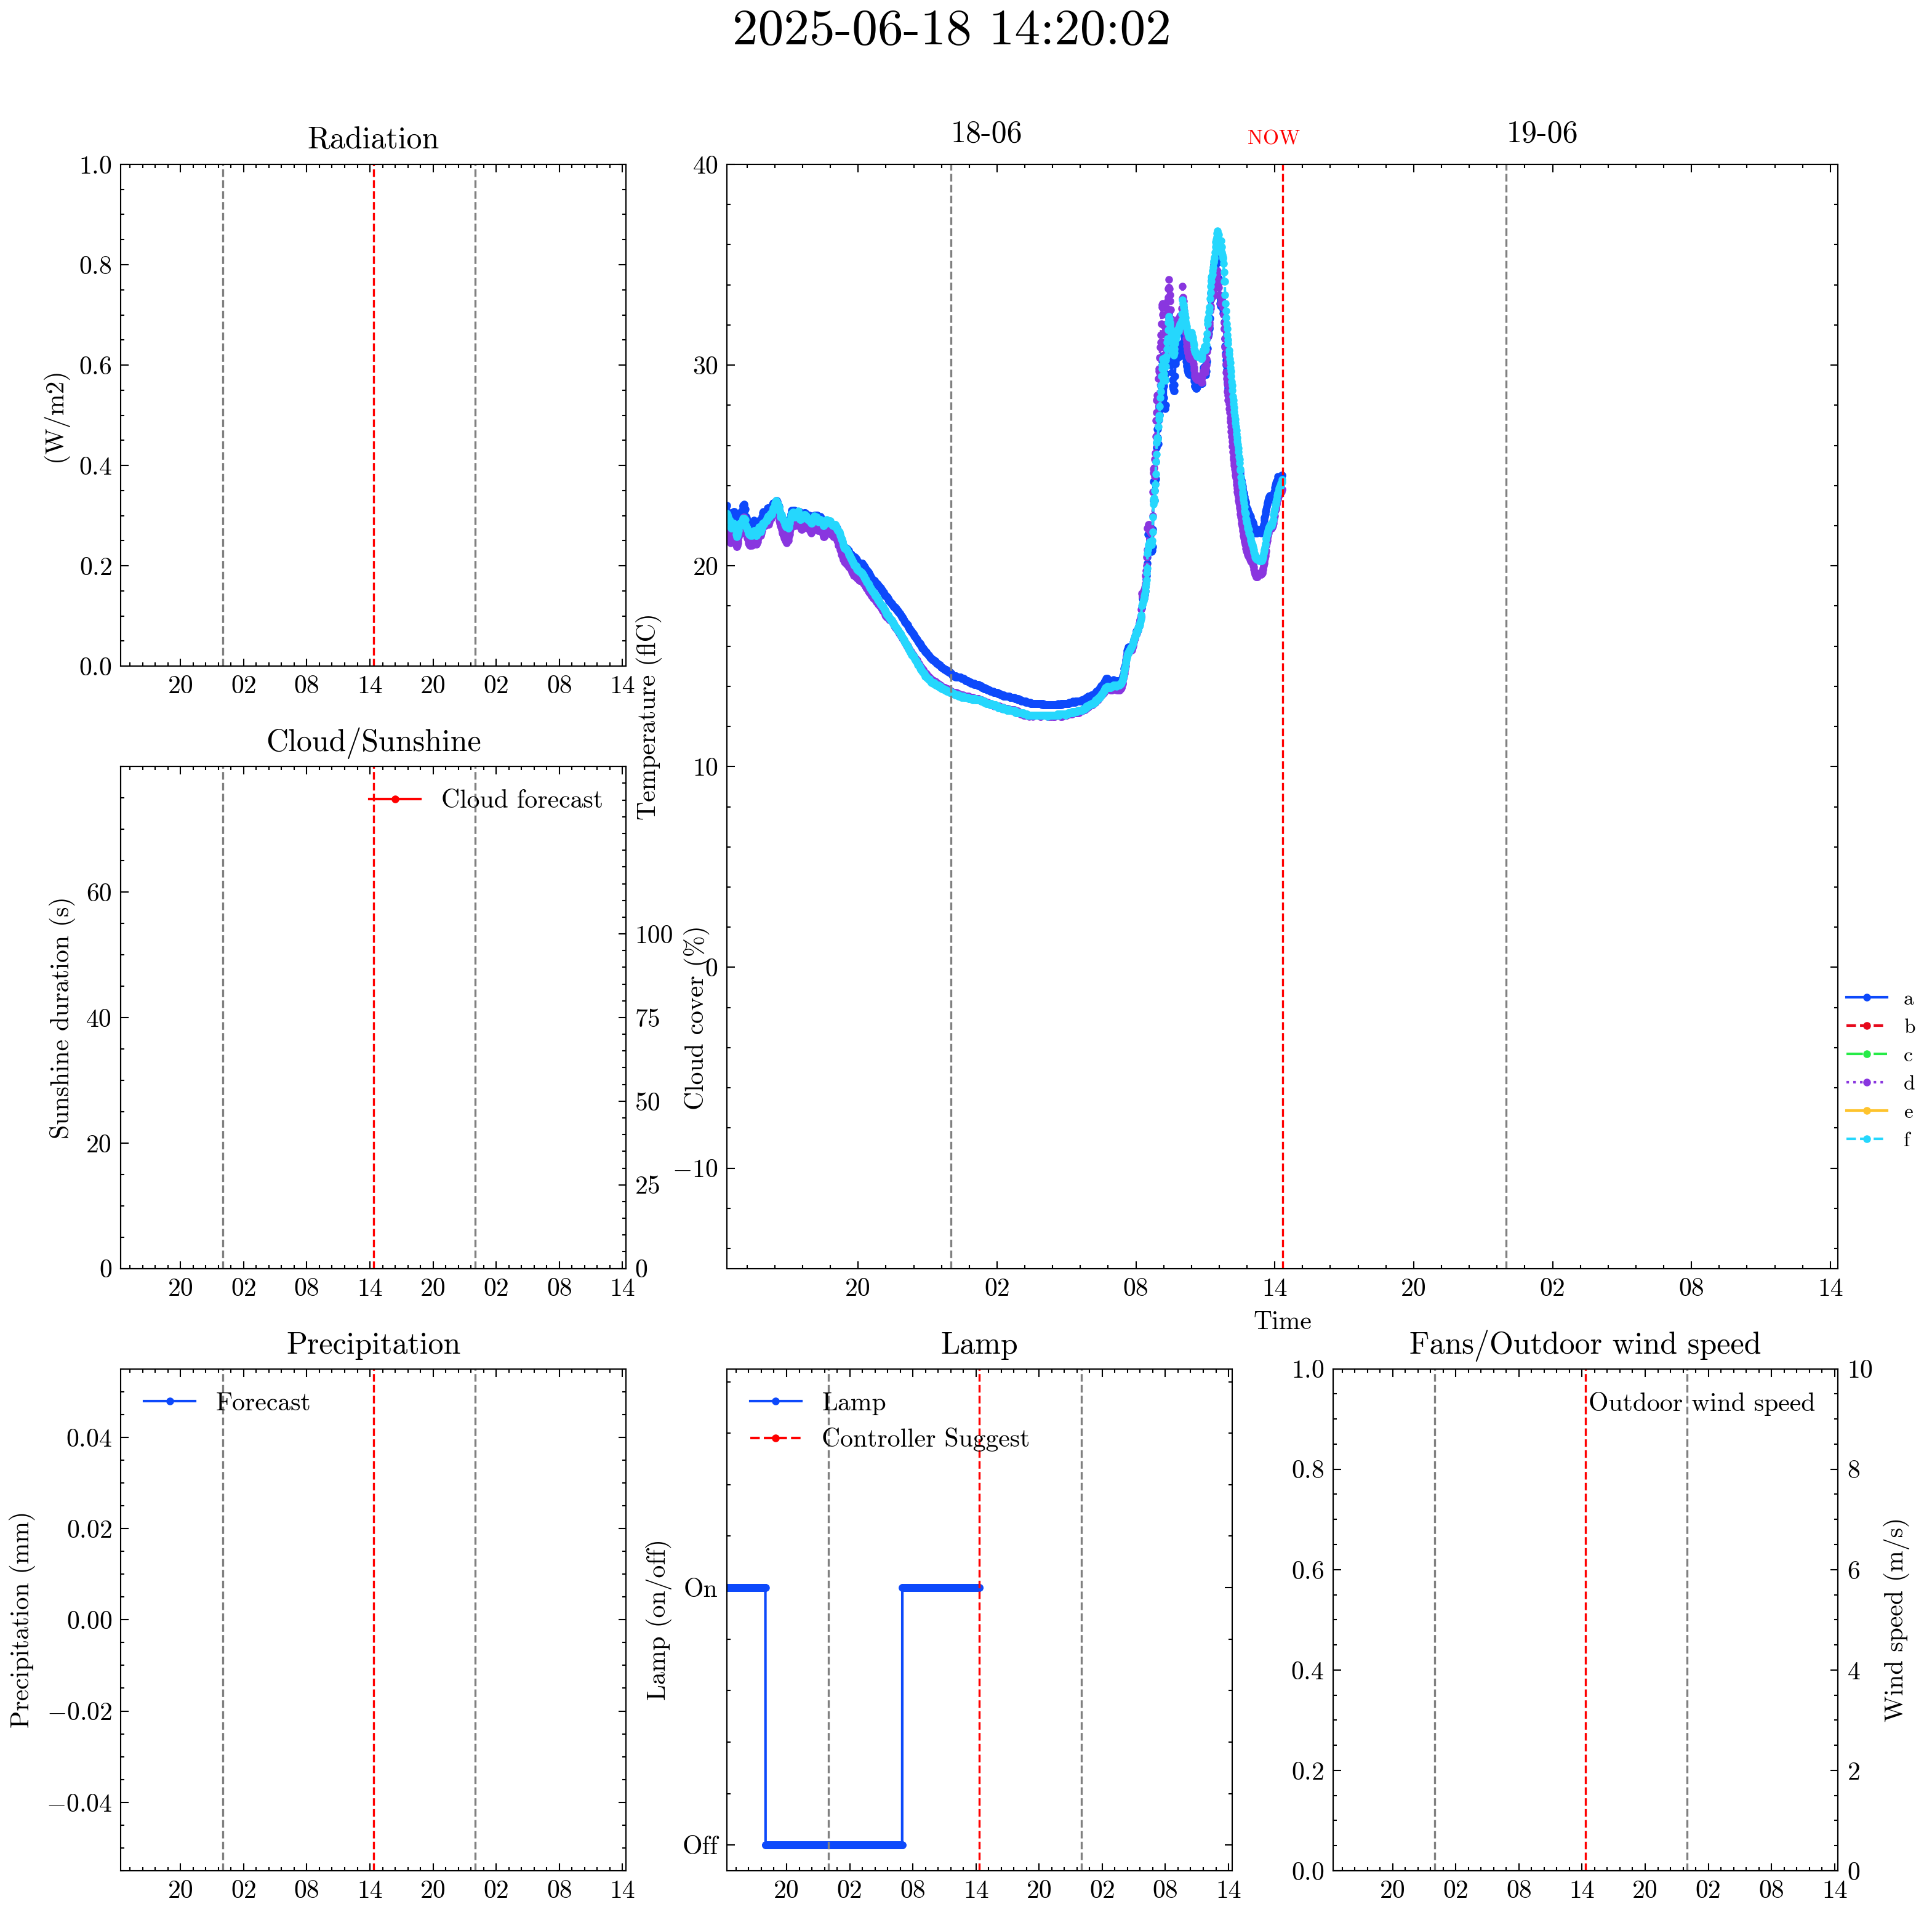 2025-06-18 14:20:02
Radiation
1.0
0.8
0.6
0.4
0.2
0.0
(W/m2)
20 02 08 14 20 02 08 14
Cloud/Sunshine
Cloud forecast
60
40
20
0
Sunshine duration (s)
100
75
50
25
0
Cloud cover (%)
20 02 08 14 20 02 08 14
18-06 NOW 19-06
40
30
20
10
0
−10
Temperature (flC)
20 02 08 14 20 02 08 14
Time
a
b
c
d
e
f
Precipitation
Forecast
0.04
0.02
0.00
−0.02
−0.04
Precipitation (mm)
20 02 08 14 20 02 08 14
Lamp
Lamp
Controller Suggest
On
Off
Lamp (on/off)
20 02 08 14 20 02 08 14
Fans/Outdoor wind speed
Outdoor wind speed
1.0
0.8
0.6
0.4
0.2
0.0
10
8
6
4
2
0
Wind speed (m/s)
20 02 08 14 20 02 08 14